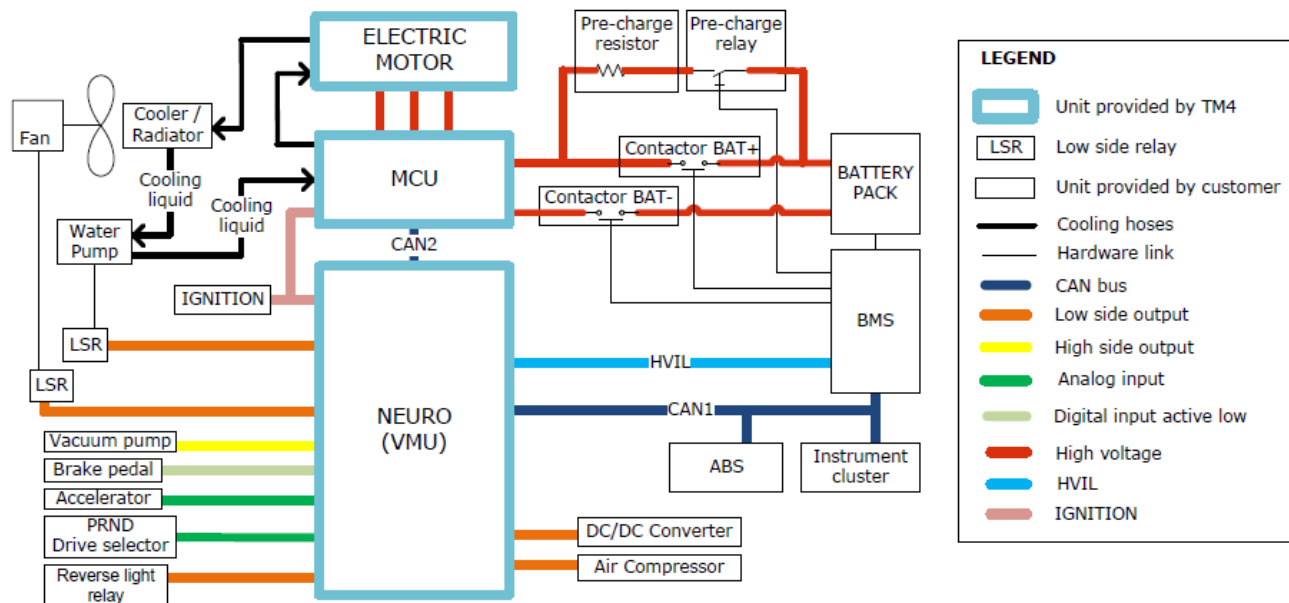 ELECTRIC
MOTOR
Pre-charge
resistor
Pre-charge
relay
Fan
Cooler /
Radiator
Cooling
liquid
Cooling
liquid
Water
Pump
MCU
Contactor BAT+
Contactor BAT-
BATTERY
PACK
CAN2
IGNITION
LSR
LSR
NEURO
(VMU)
HVIL
BMS
CAN1
ABS
Instrument
cluster
Vacuum pump
Brake pedal
Accelerator
PRND
Drive selector
Reverse light
relay
DC/DC Converter
Air Compressor
LEGEND
Unit provided by TM4
LSR Low side relay
Unit provided by customer
Cooling hoses
Hardware link
CAN bus
Low side output
High side output
Analog input
Digital input active low
High voltage
HVIL
IGNITION